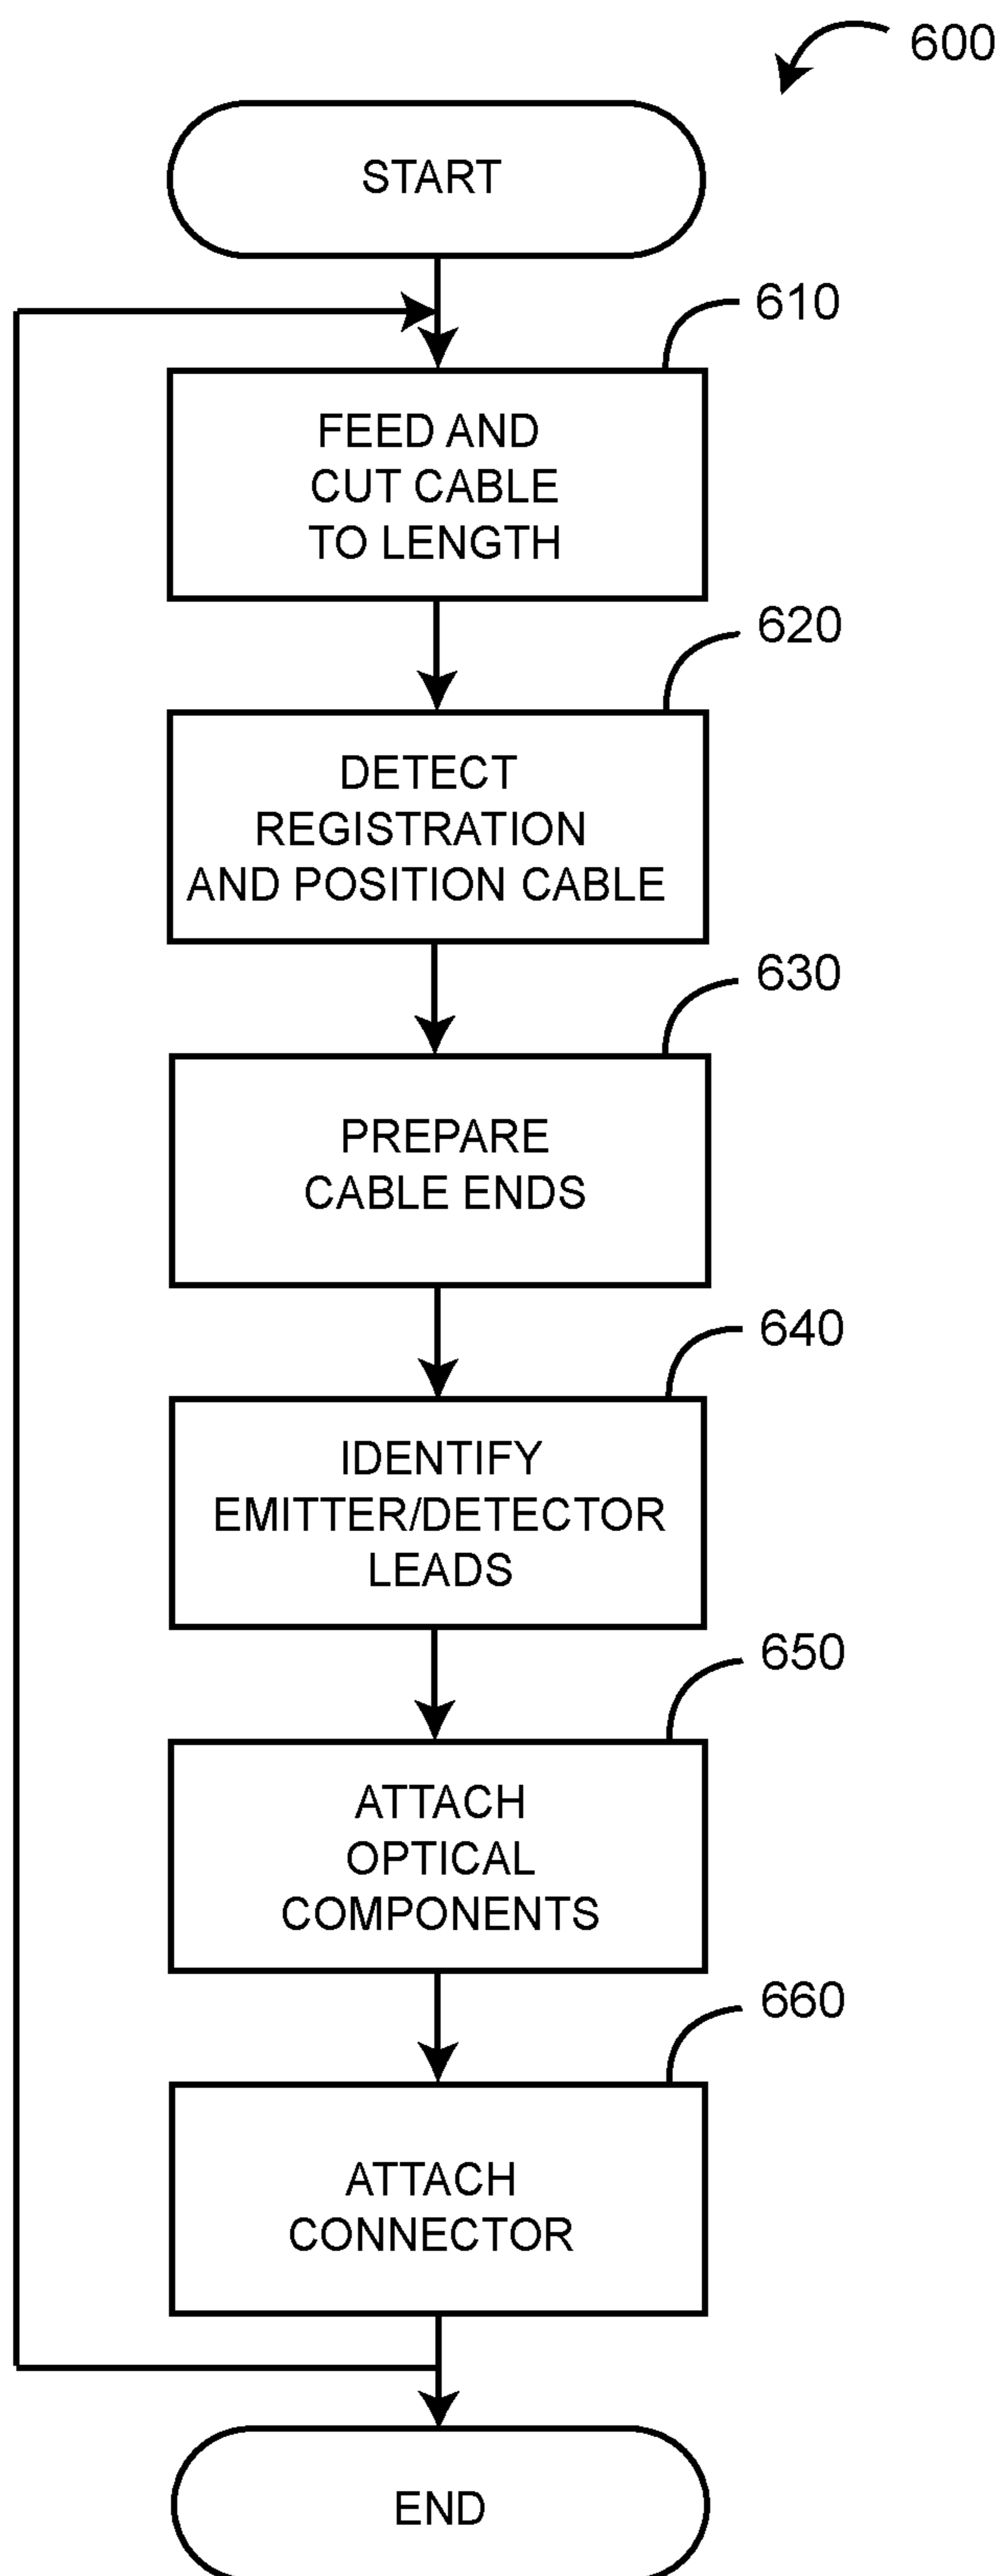 600
START
610
FEED AND
CUT CABLE
TO LENGTH
620
DETECT
REGISTRATION
AND POSITION CABLE
630
PREPARE
CABLE ENDS
640
IDENTIFY
EMITTER/DETECTOR
LEADS
650
ATTACH
OPTICAL
COMPONENTS
660
ATTACH
CONNECTOR
END